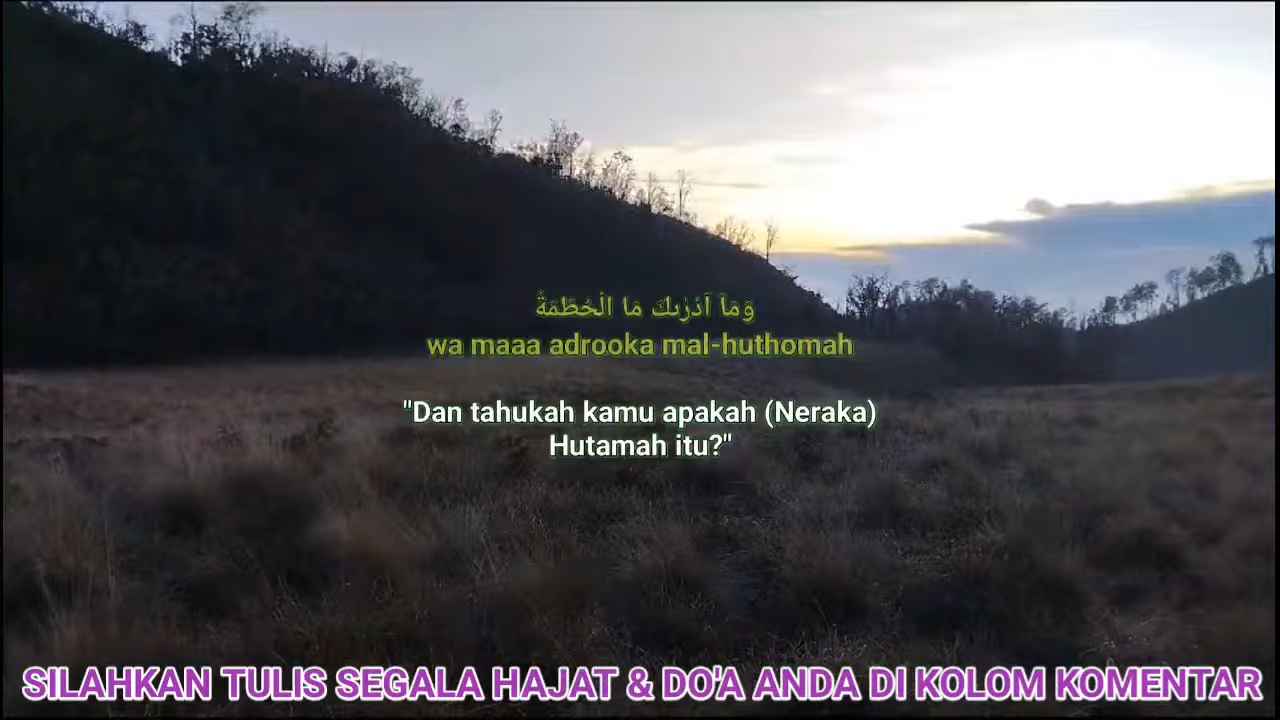 وَمَآ اَدْرٰىكَ مَا الْحُطَمَةُ
wa maaa adrooka mal-huthomah
"Dan tahukah kamu apakah (Neraka)
Hutamah itu?"
SILAHKAN TULIS SEGALA HAJAT & DO'A ANDA DI KOLOM KOMENTAR